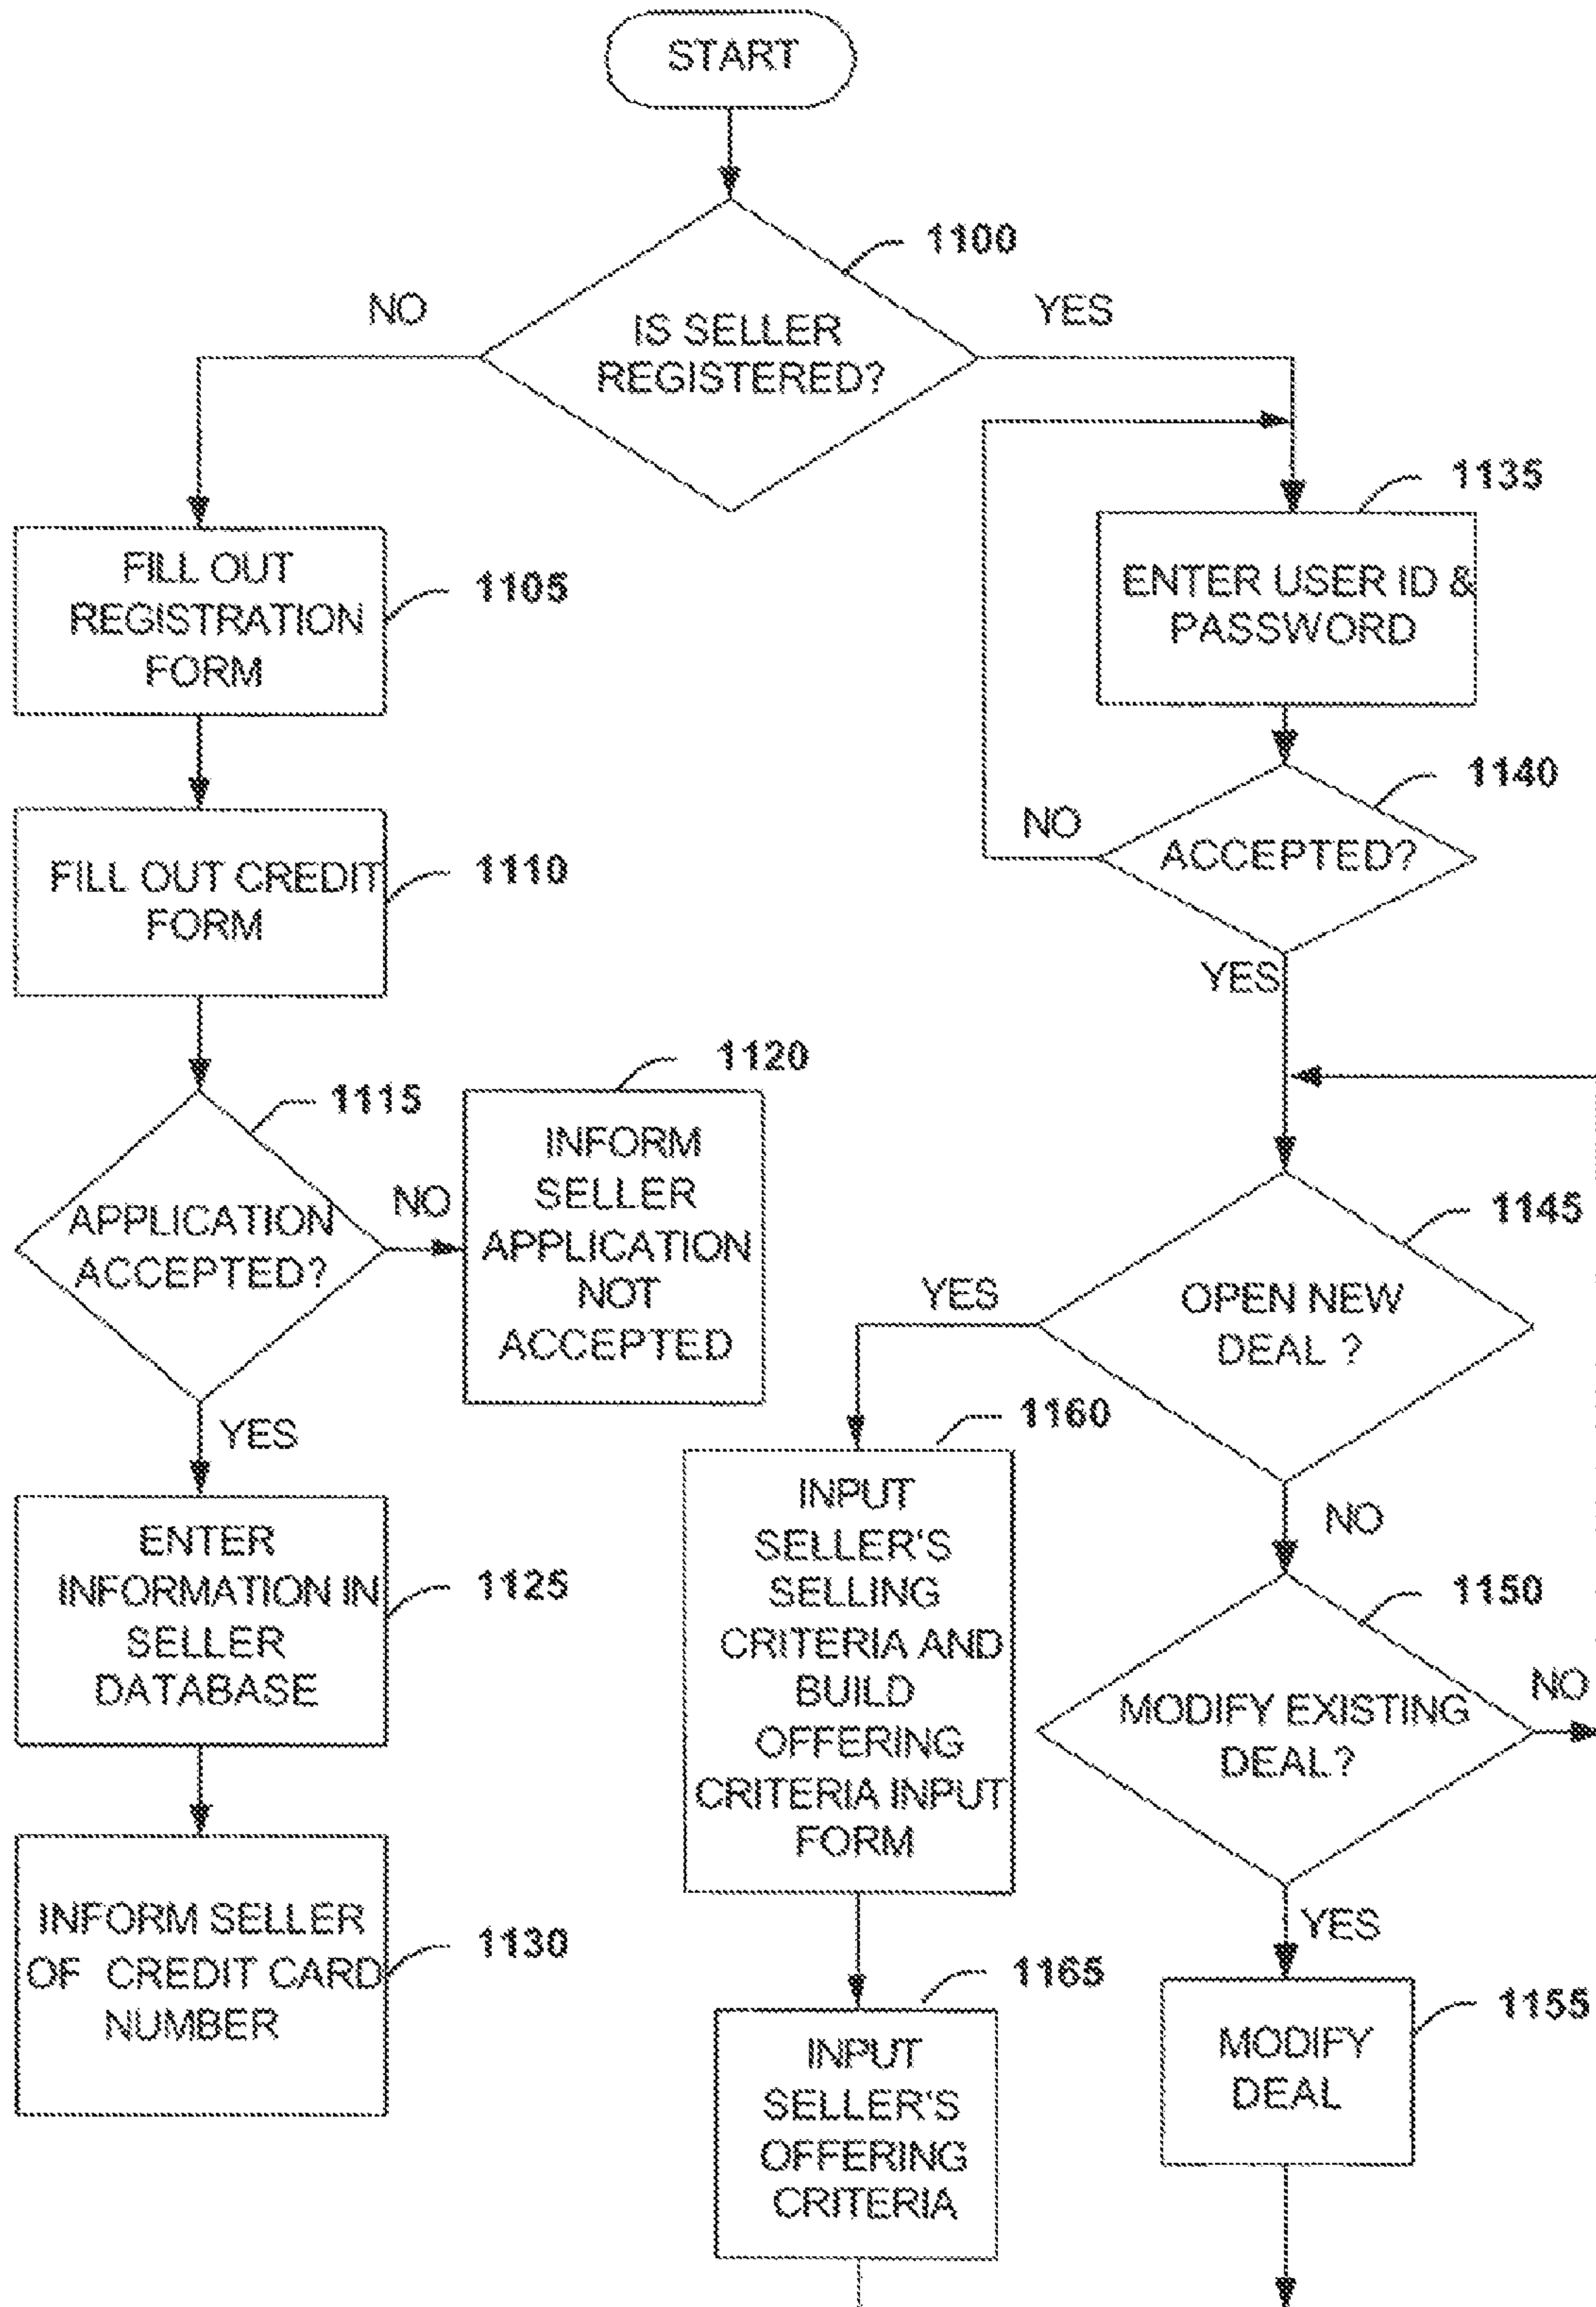 START
1100
NO
YES
IS SELLER
REGISTERED?
1135
FILL OUT
REGISTRATION
FORM
1105
ENTER USER ID &
PASSWORD
1140
NO
ACCEPTED?
FILL OUT CREDIT
FORM
1110
YES
1120
1115
INFORM
SELLER
APPLICATION
NOT
ACCEPTED
NO
APPLICATION
ACCEPTED?
1145
YES
OPEN NEW
DEAL ?
YES
1160
NO
ENTER
INFORMATION IN
SELLER
DATABASE
1125
INPUT
SELLER'S
SELLING
CRITERIA AND
BUILD
OFFERING
CRITERIA INPUT
FORM
1150
NO
MODIFY EXISTING
DEAL?
INFORM SELLER
OF CREDIT CARD
NUMBER
1130
YES
1165
1155
INPUT
SELLER'S
OFFERING
CRITERIA
MODIFY
DEAL